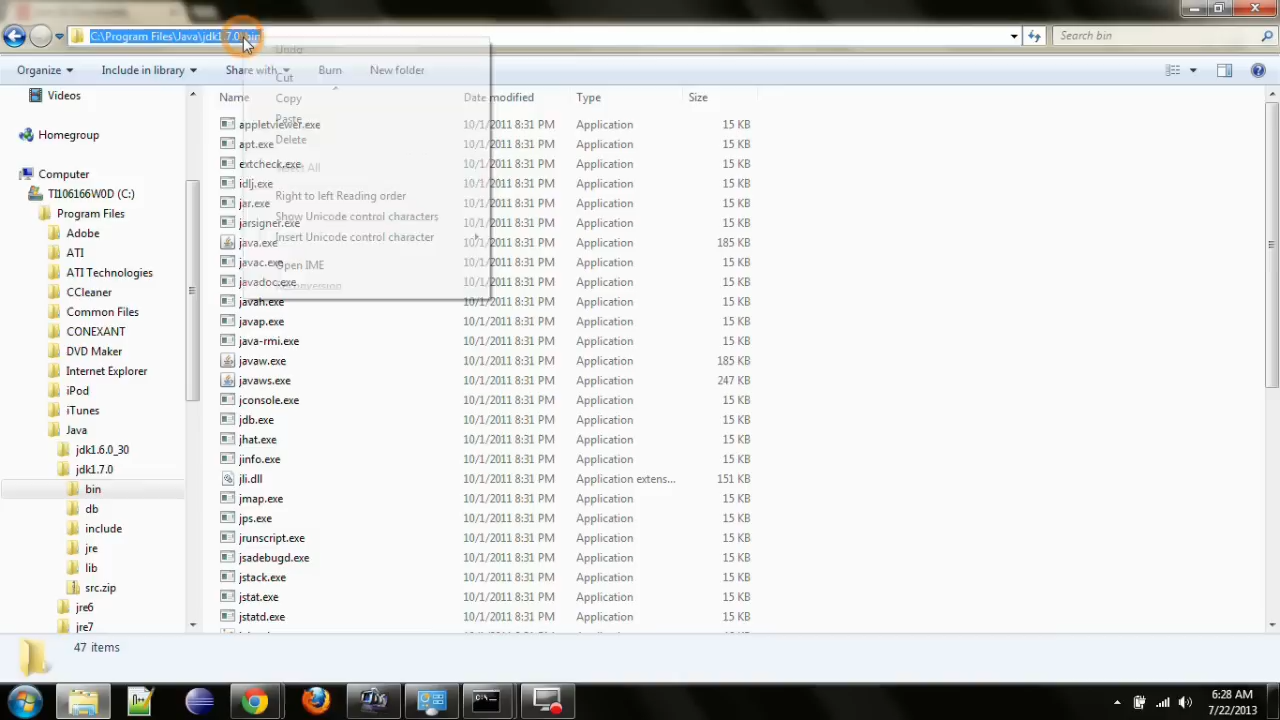 C:\Program Files\Java\jdk1.7.0\bin
Search bin
Organize
Include in library
Share with
Burn
New folder
Undo
Cut
Copy
Paste
Delete
Select All
Right to left Reading order
Show Unicode control characters
Insert Unicode control character
Open IME
Reconversion
Videos
Homegroup
Computer
TI106166W0D (C:)
Program Files
Adobe
ATI
ATI Technologies
CCleaner
Common Files
CONEXANT
DVD Maker
Internet Explorer
iPod
iTunes
Java
jdk1.6.0_30
jdk1.7.0
bin
db
include
jre
lib
src.zip
jre6
jre7
Name Date modified Type Size
appletviewer.exe 10/1/2011 8:31 PM Application 15 KB
apt.exe 10/1/2011 8:31 PM Application 15 KB
extcheck.exe 10/1/2011 8:31 PM Application 15 KB
idlj.exe 10/1/2011 8:31 PM Application 15 KB
jar.exe 10/1/2011 8:31 PM Application 15 KB
jarsigner.exe 10/1/2011 8:31 PM Application 15 KB
java.exe 10/1/2011 8:31 PM Application 185 KB
javac.exe 10/1/2011 8:31 PM Application 15 KB
javadoc.exe 10/1/2011 8:31 PM Application 15 KB
javah.exe 10/1/2011 8:31 PM Application 15 KB
javap.exe 10/1/2011 8:31 PM Application 15 KB
java-rmi.exe 10/1/2011 8:31 PM Application 15 KB
javaw.exe 10/1/2011 8:31 PM Application 185 KB
javaws.exe 10/1/2011 8:31 PM Application 247 KB
jconsole.exe 10/1/2011 8:31 PM Application 15 KB
jdb.exe 10/1/2011 8:31 PM Application 15 KB
jhat.exe 10/1/2011 8:31 PM Application 15 KB
jinfo.exe 10/1/2011 8:31 PM Application 15 KB
jli.dll 10/1/2011 8:31 PM Application extens... 151 KB
jmap.exe 10/1/2011 8:31 PM Application 15 KB
jps.exe 10/1/2011 8:31 PM Application 15 KB
jrunscript.exe 10/1/2011 8:31 PM Application 15 KB
jsadebugd.exe 10/1/2011 8:31 PM Application 15 KB
jstack.exe 10/1/2011 8:31 PM Application 15 KB
jstat.exe 10/1/2011 8:31 PM Application 15 KB
jstatd.exe 10/1/2011 8:31 PM Application 15 KB
47 items
6:28 AM
7/22/2013